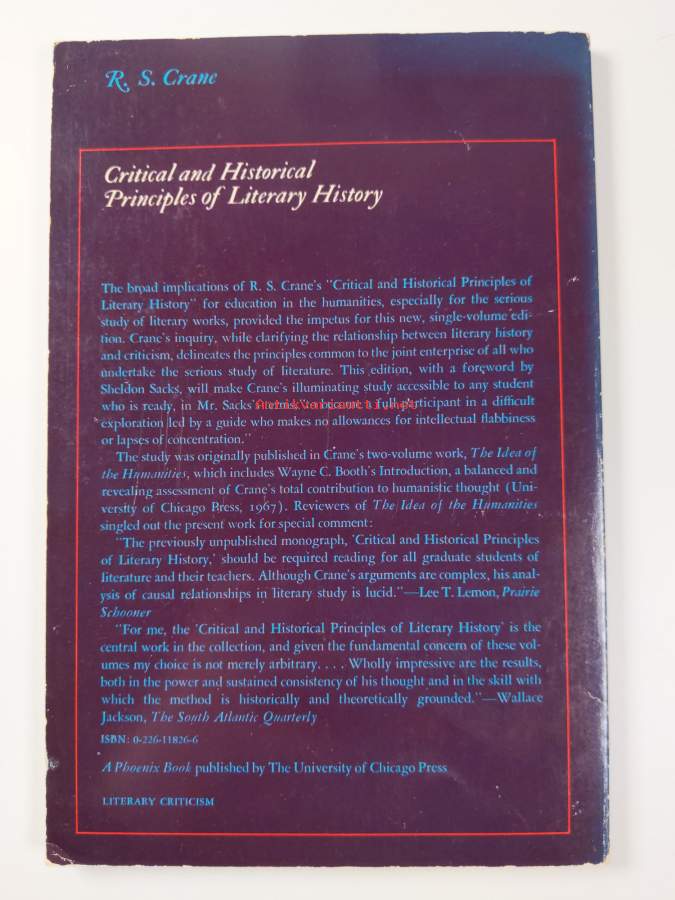 R. S. Crane
Critical and Historical
Principles of Literary History
The broad implications of R. S. Crane's "Critical and Historical Principles of
Literary History" for education in the humanities, especially for the serious
study of literary works, provided the impetus for this new, single-volume edi-
tion. Crane's inquiry, while clarifying the relationship between literary history
and criticism, delineates the principles common to the joint enterprise of all who
undertake the serious study of literature. This edition, with a foreword by
Sheldon Sacks, will make Crane's illuminating study accessible to any student
who is ready, in Mr. Sacks's terms, to become a full participant in a difficult
exploration led by a guide who makes no allowances for intellectual flabbiness
or lapses of concentration."
The study was originally published in Crane's two-volume work, The Idea of
the Humanities, which includes Wayne C. Booth's Introduction, a balanced and
revealing assessment of Crane's total contribution to humanistic thought (Uni-
versity of Chicago Press, 1967). Reviewers of The Idea of the Humanities
singled out the present work for special comment:
"The previously unpublished monograph, 'Critical and Historical Principles
of Literary History,' should be required reading for all graduate students of
literature and their teachers. Although Crane's arguments are complex, his anal-
ysis of causal relationships in literary study is lucid."—Lee T. Lemon, Prairie
Schooner
"For me, the 'Critical and Historical Principles of Literary History' is the
central work in the collection, and given the fundamental concern of these vol-
umes my choice is not merely arbitrary. . . . Wholly impressive are the results,
both in the power and sustained consistency of his thought and in the skill with
which the method is historically and theoretically grounded."—Wallace
Jackson, The South Atlantic Quarterly
ISBN: 0-226-11826-6
A Phoenix Book published by The University of Chicago Press
LITERARY CRITICISM